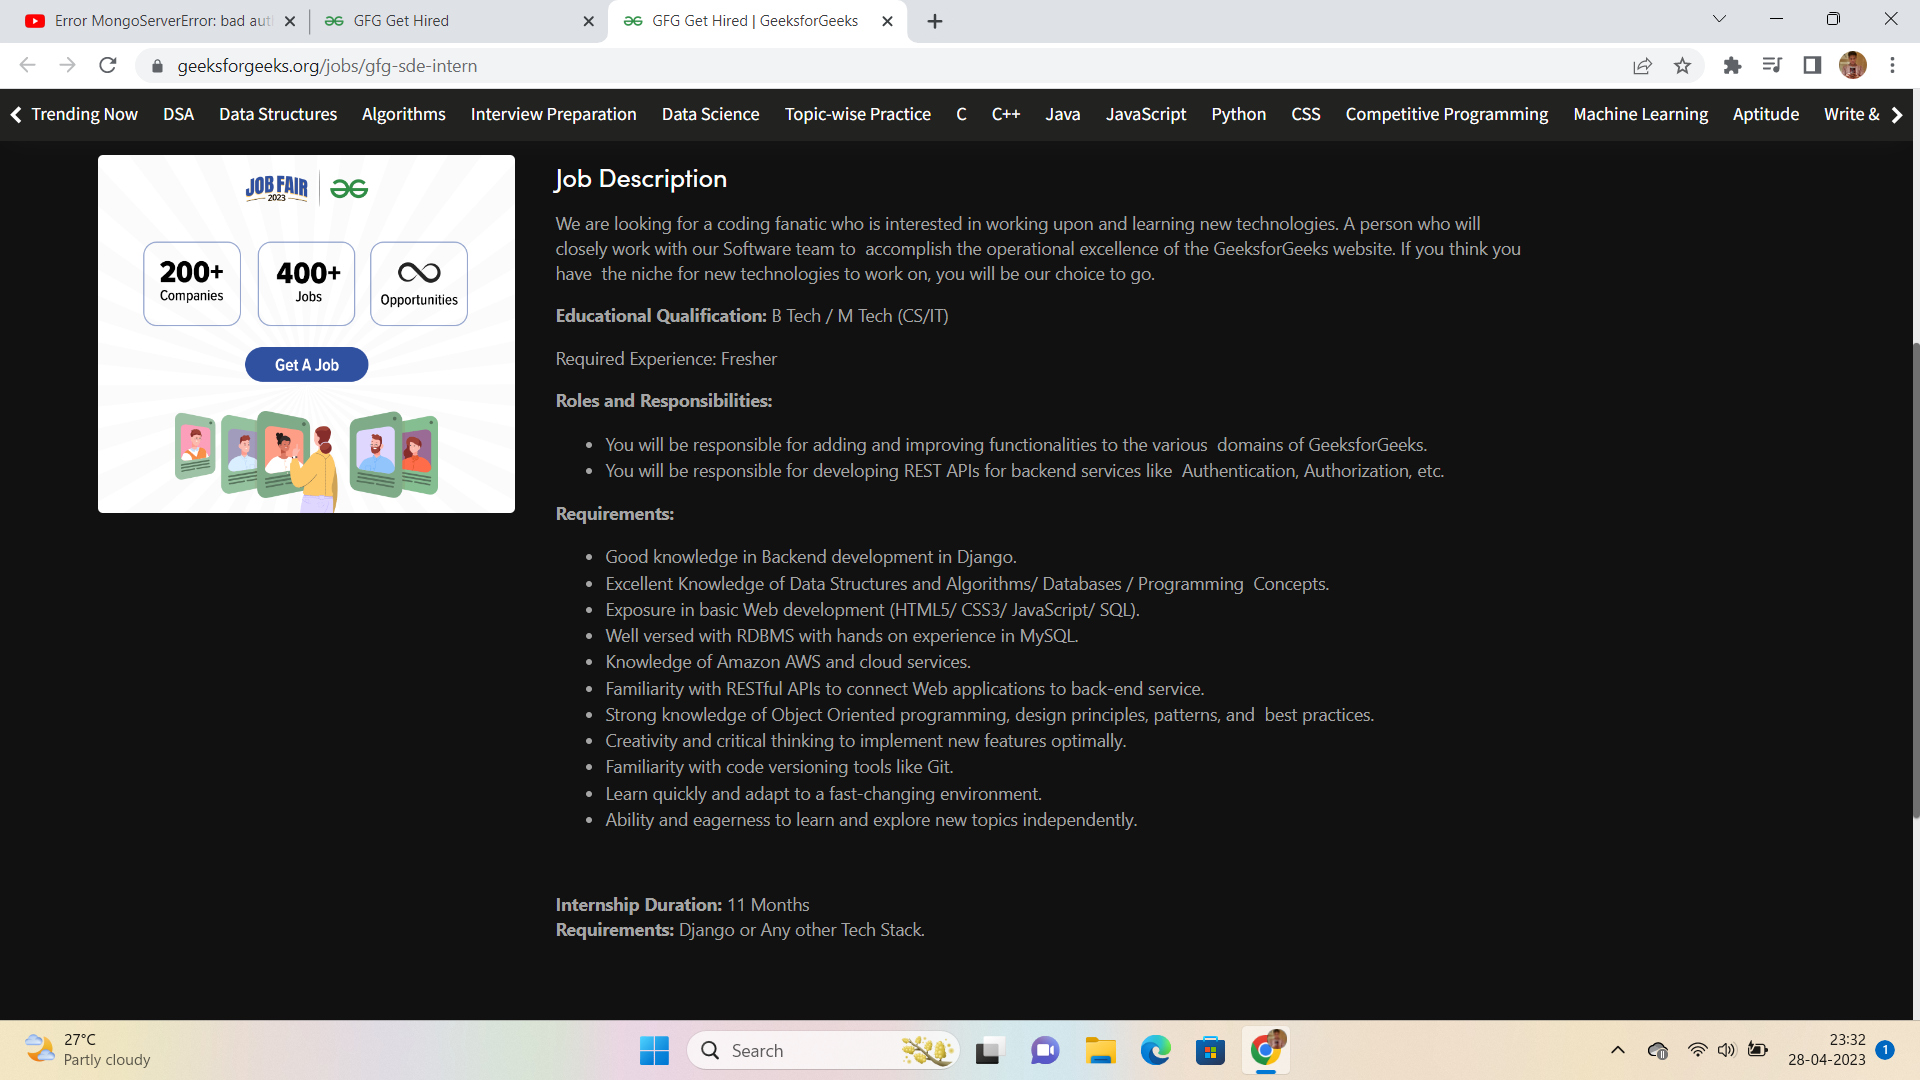 Error MongoServerError: bad aut
GFG Get Hired
GFG Get Hired | GeeksforGeeks
geeksforgeeks.org/jobs/gfg-sde-intern
Trending Now DSA Data Structures Algorithms Interview Preparation Data Science Topic-wise Practice C C++ Java JavaScript Python CSS Competitive Programming Machine Learning Aptitude Write &
JOB FAIR
2023
200+
Companies
400+
Jobs
Opportunities
Get A Job
Job Description
We are looking for a coding fanatic who is interested in working upon and learning new technologies. A person who will
closely work with our Software team to  accomplish the operational excellence of the GeeksforGeeks website. If you think you
have  the niche for new technologies to work on, you will be our choice to go.
Educational Qualification: B Tech / M Tech (CS/IT)
Required Experience: Fresher
Roles and Responsibilities:
• You will be responsible for adding and improving functionalities to the various  domains of GeeksforGeeks.
• You will be responsible for developing REST APIs for backend services like  Authentication, Authorization, etc.
Requirements:
• Good knowledge in Backend development in Django.
• Excellent Knowledge of Data Structures and Algorithms/ Databases / Programming  Concepts.
• Exposure in basic Web development (HTML5/ CSS3/ JavaScript/ SQL).
• Well versed with RDBMS with hands on experience in MySQL.
• Knowledge of Amazon AWS and cloud services.
• Familiarity with RESTful APIs to connect Web applications to back-end service.
• Strong knowledge of Object Oriented programming, design principles, patterns, and  best practices.
• Creativity and critical thinking to implement new features optimally.
• Familiarity with code versioning tools like Git.
• Learn quickly and adapt to a fast-changing environment.
• Ability and eagerness to learn and explore new topics independently.
Internship Duration: 11 Months
Requirements: Django or Any other Tech Stack.
27°C
Partly cloudy
Search
23:32
28-04-2023
1